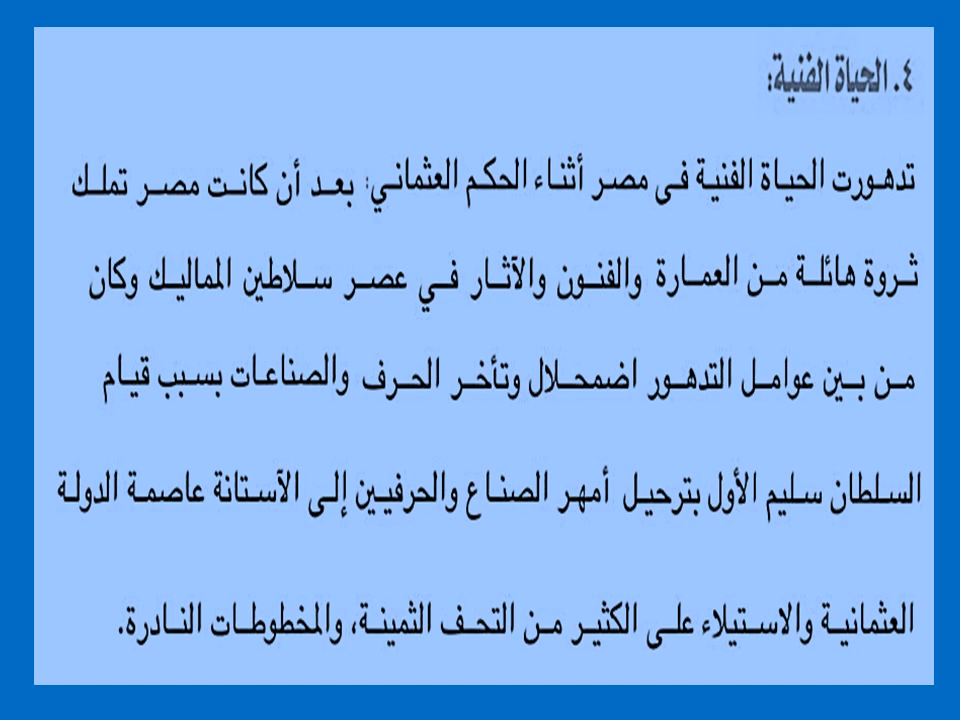 ٤. الحياة الفنية:
تدهورت الحياة الفنية فى مصر أثناء الحكم العثماني؛ بعد أن كانت مصر تملك
ثروة هائلة من العمارة والفنون والآثار في عصر سلاطين المماليك وكان
من بين عوامل التدهور اضمحلال وتأخر الحرف والصناعات بسبب قيام
السلطان سليم الأول بترحيل أمهر الصناع والحرفيين إلى الآستانة عاصمة الدولة
العثمانية والاستيلاء على الكثير من التحف الثمينة، والمخطوطات النادرة.